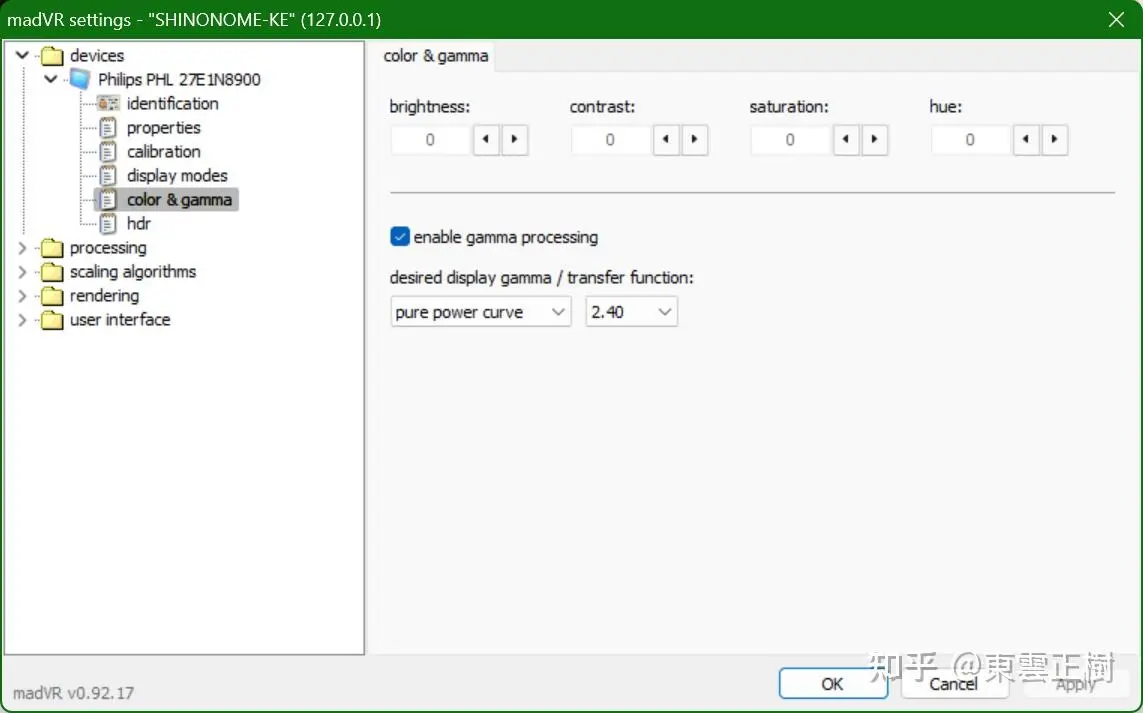 madVR settings - "SHINONOME-KE" (127.0.0.1)
devices
Philips PHL 27E1N8900
identification
properties
calibration
display modes
color & gamma
hdr
processing
scaling algorithms
rendering
user interface
color & gamma
brightness: contrast: saturation: hue:
0 0 0 0
enable gamma processing
desired display gamma / transfer function:
pure power curve 2.40
知乎 @東雲正樹
OK Cancel Apply
madVR v0.92.17